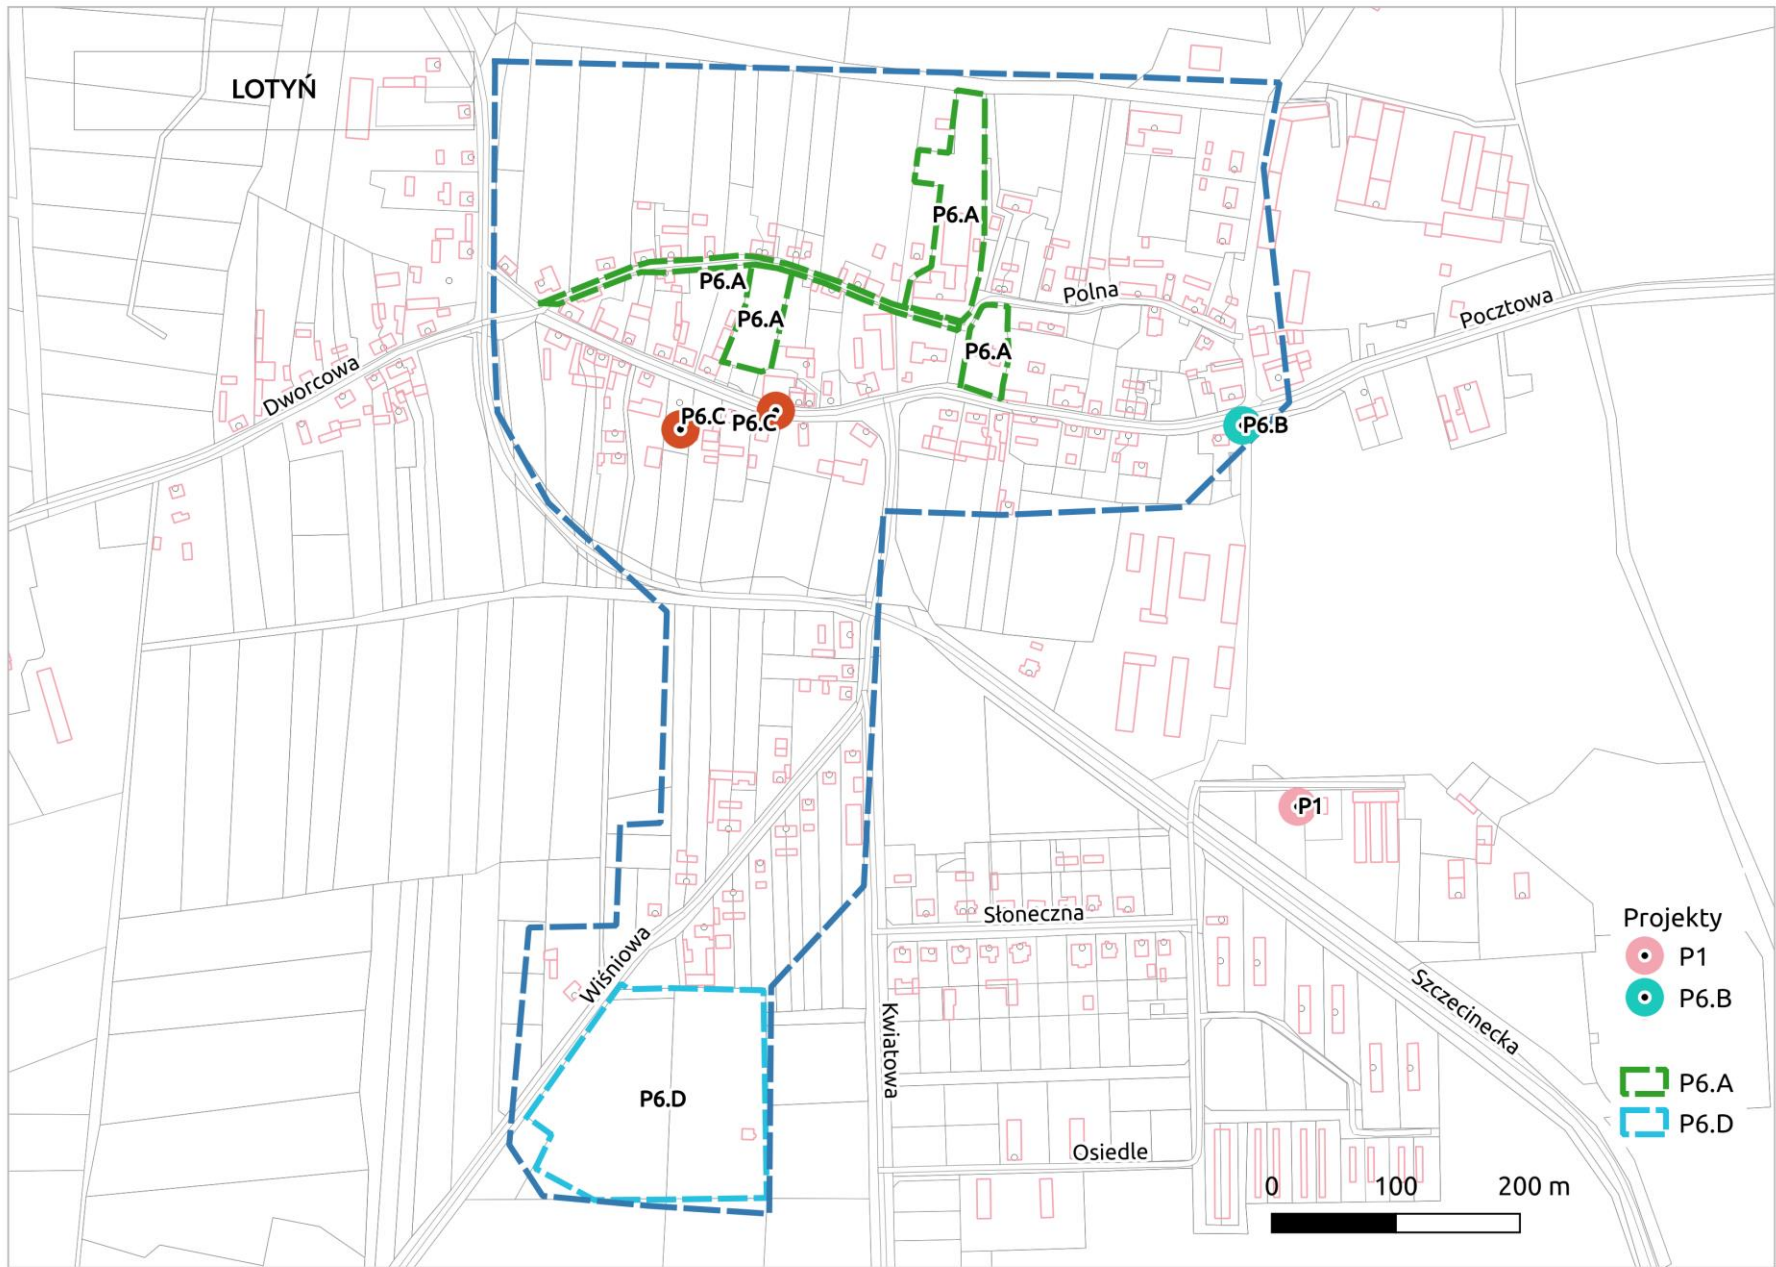 LOTYŃ
P6.A
P6.A
P6.A
P6.A
Polna
Pocztowa
Dworcowa
P6.C
P6.C
P6.B
P1
Słoneczna
Wiśniowa
Kwiatowa
Szczecinecka
P6.D
Osiedle
Projekty
P1
P6.B
P6.A
P6.D
0 100 200 m